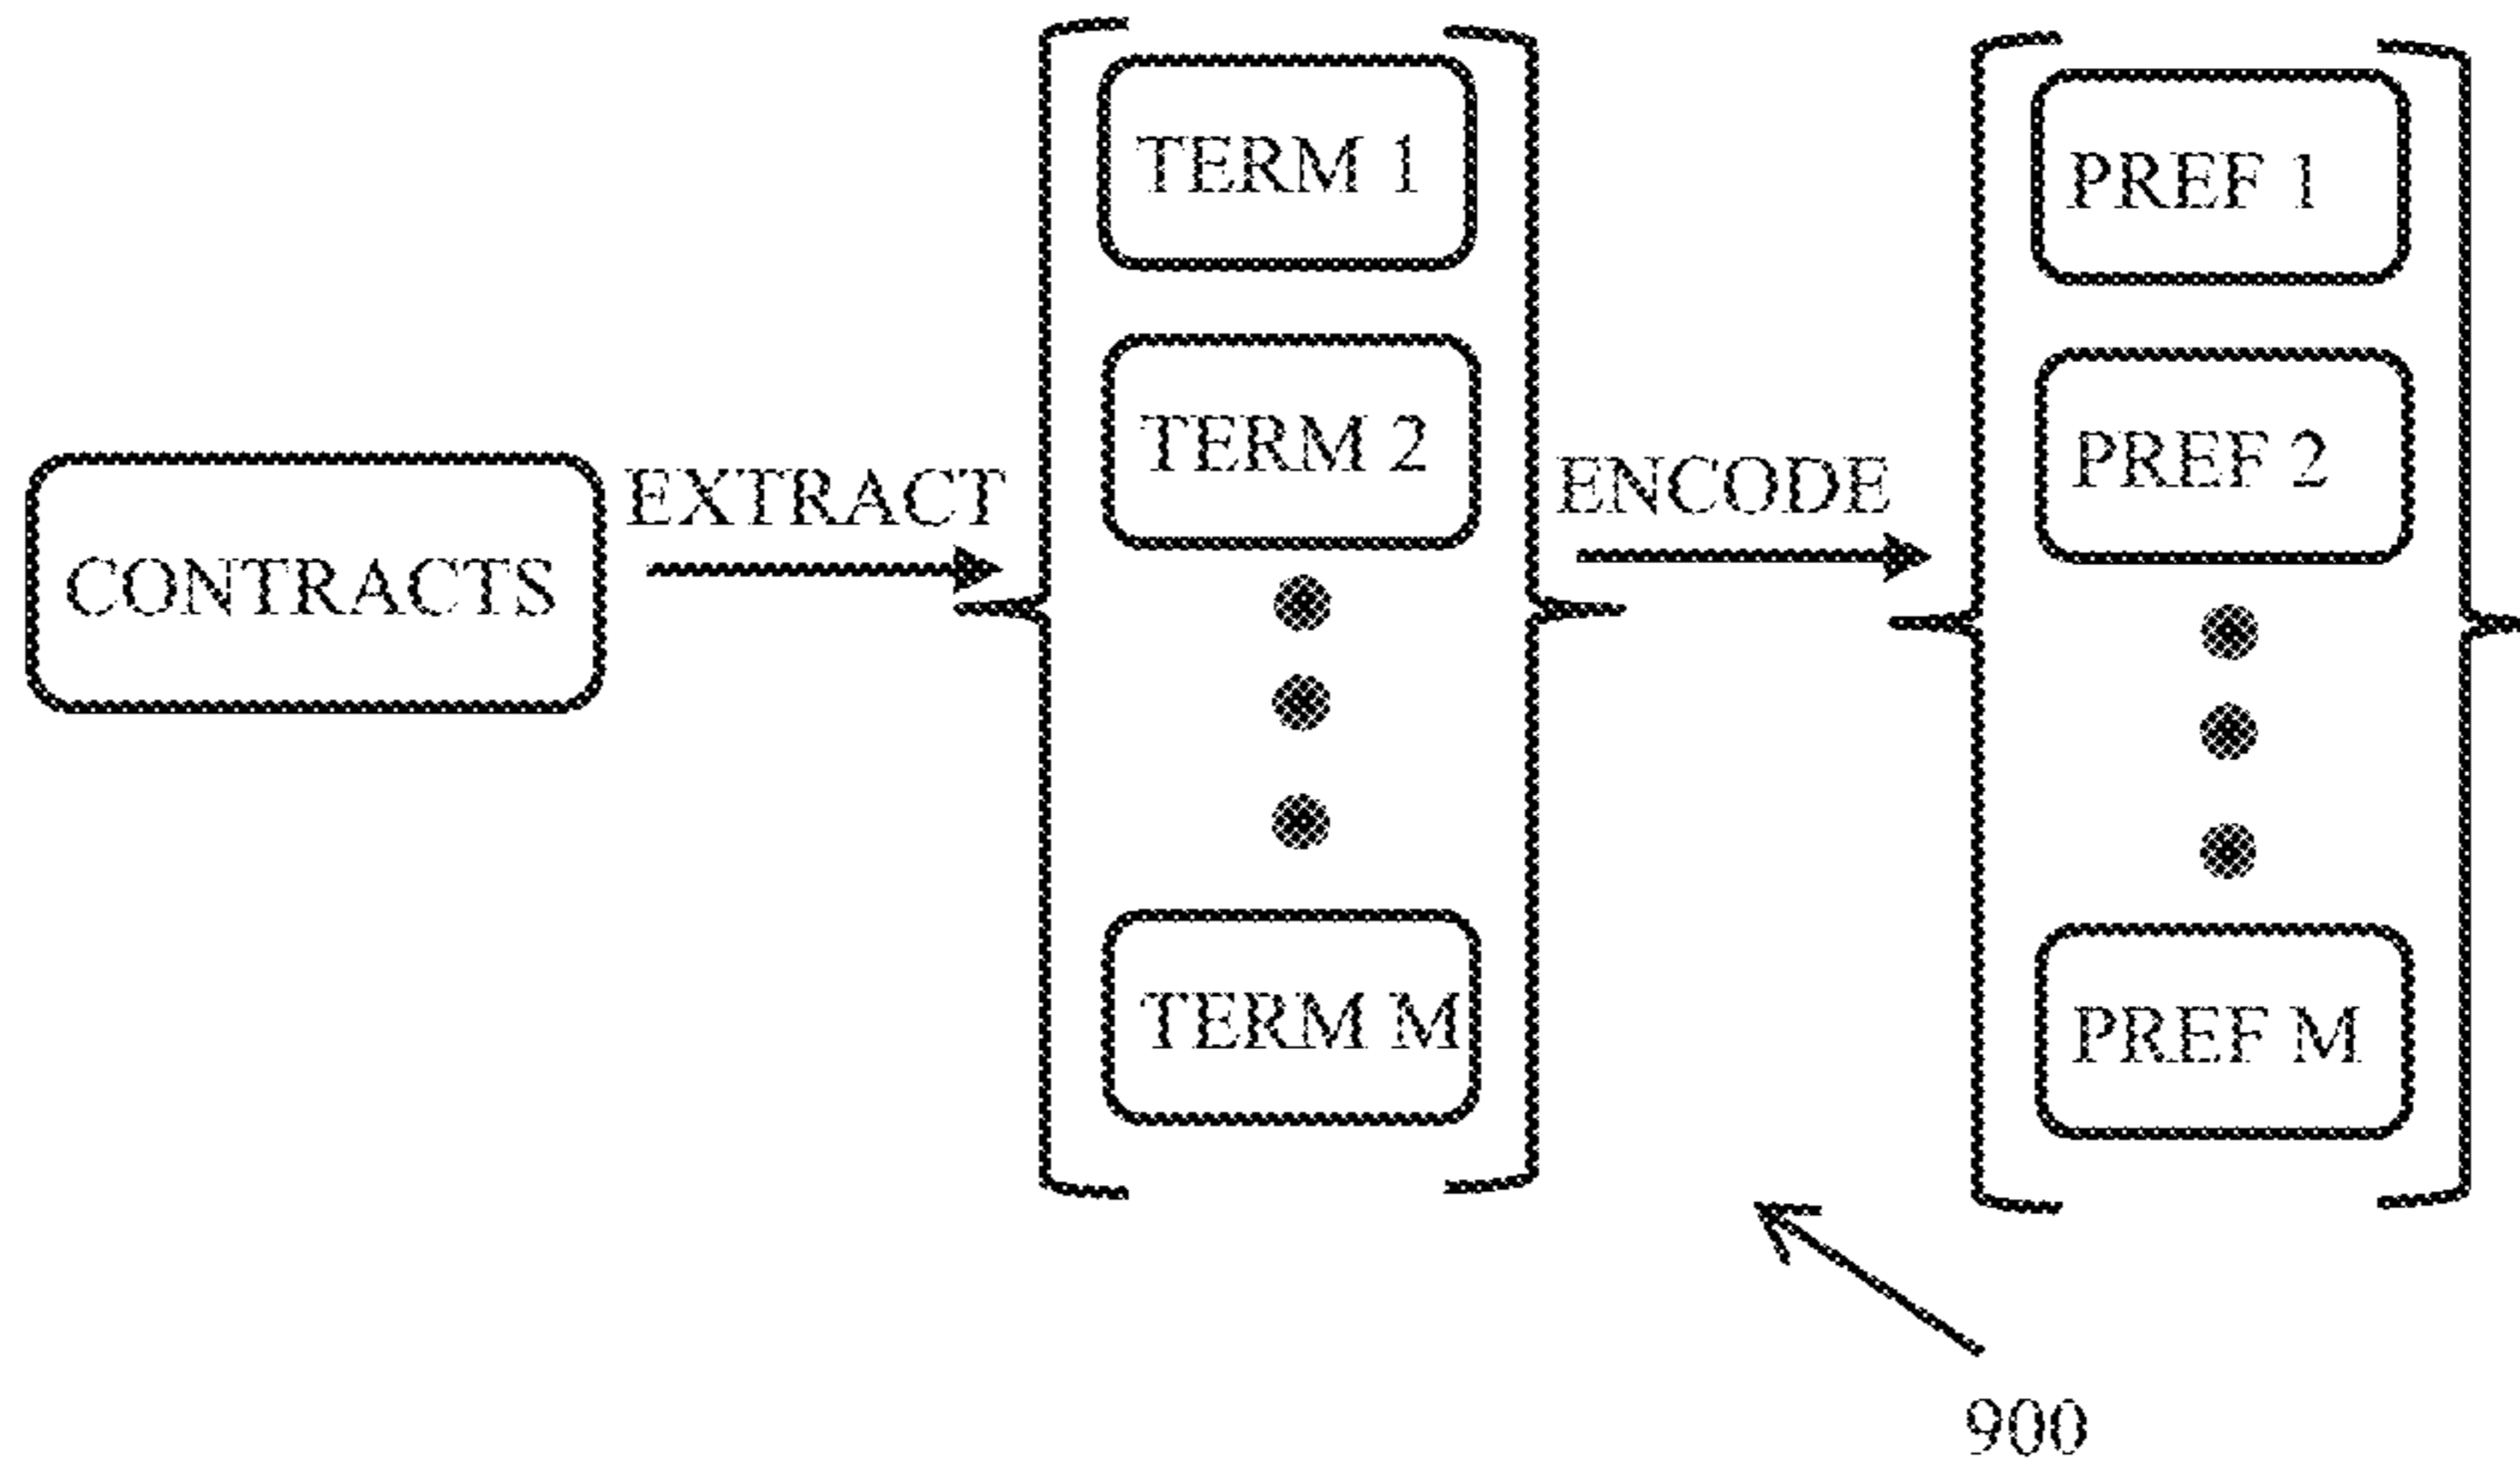 CONTRACTS
EXTRACT
TERM 1
TERM 2
TERM M
ENCODE
PREF 1
PREF 2
PREF M
900